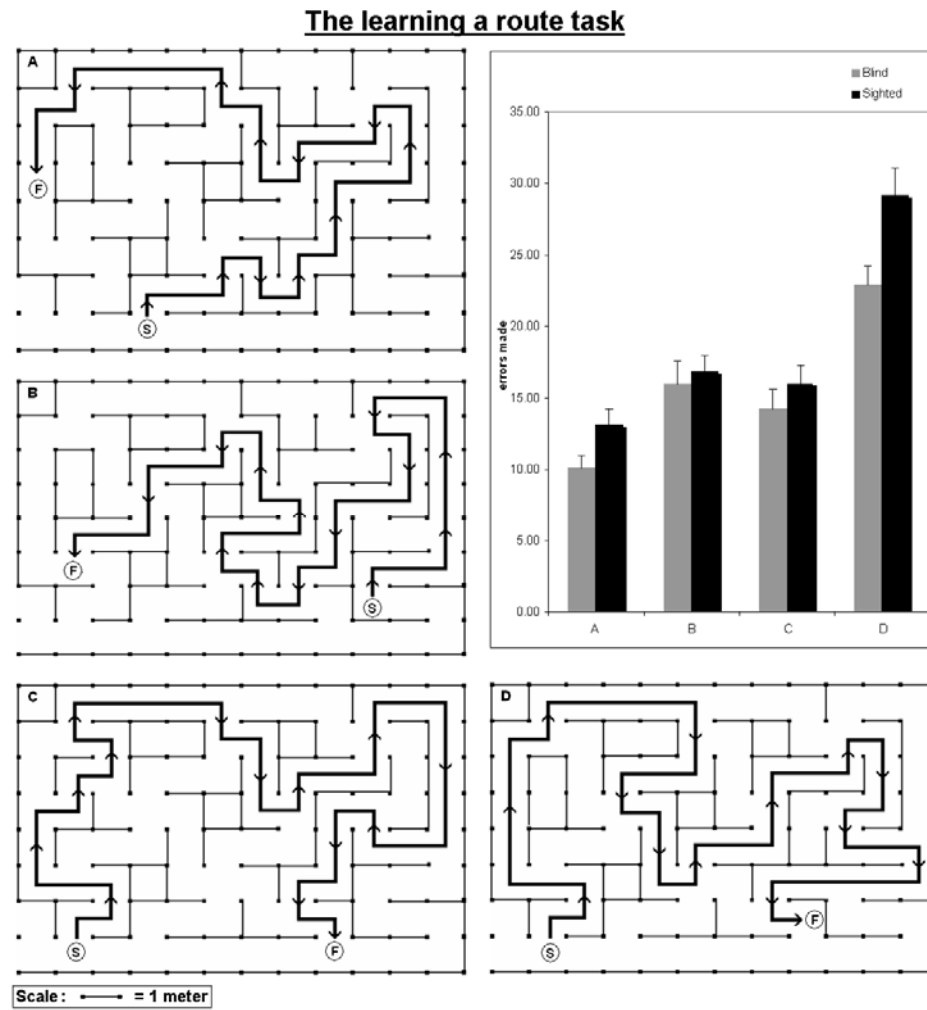 The learning a route task
A
F
S
Blind
Sighted
35.00
30.00
25.00
20.00
15.00
10.00
5.00
0.00
errors made
A B C D
B
F
S
C
S
F
D
S
F
Scale : = 1 meter